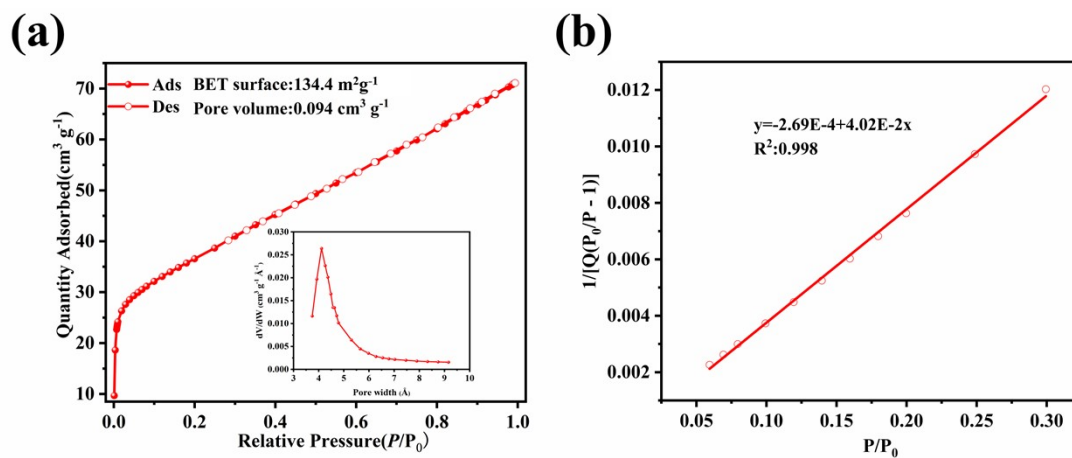 (a)
Quantity Adsorbed(cm³ g⁻¹)
70
60
50
40
30
20
10
Ads BET surface:134.4 m²g⁻¹
Des Pore volume:0.094 cm³ g⁻¹
dV/dW (cm³ g⁻¹ Å⁻¹)
0.030
0.025
0.020
0.015
0.010
0.005
0.000
3 4 5 6 7 8 9 10
Pore width (Å)
0.0 0.2 0.4 0.6 0.8 1.0
Relative Pressure(P/P₀)
(b)
1/[Q(P₀/P - 1)]
0.012
0.010
0.008
0.006
0.004
0.002
y=-2.69E-4+4.02E-2x
R²:0.998
0.05 0.10 0.15 0.20 0.25 0.30
P/P₀